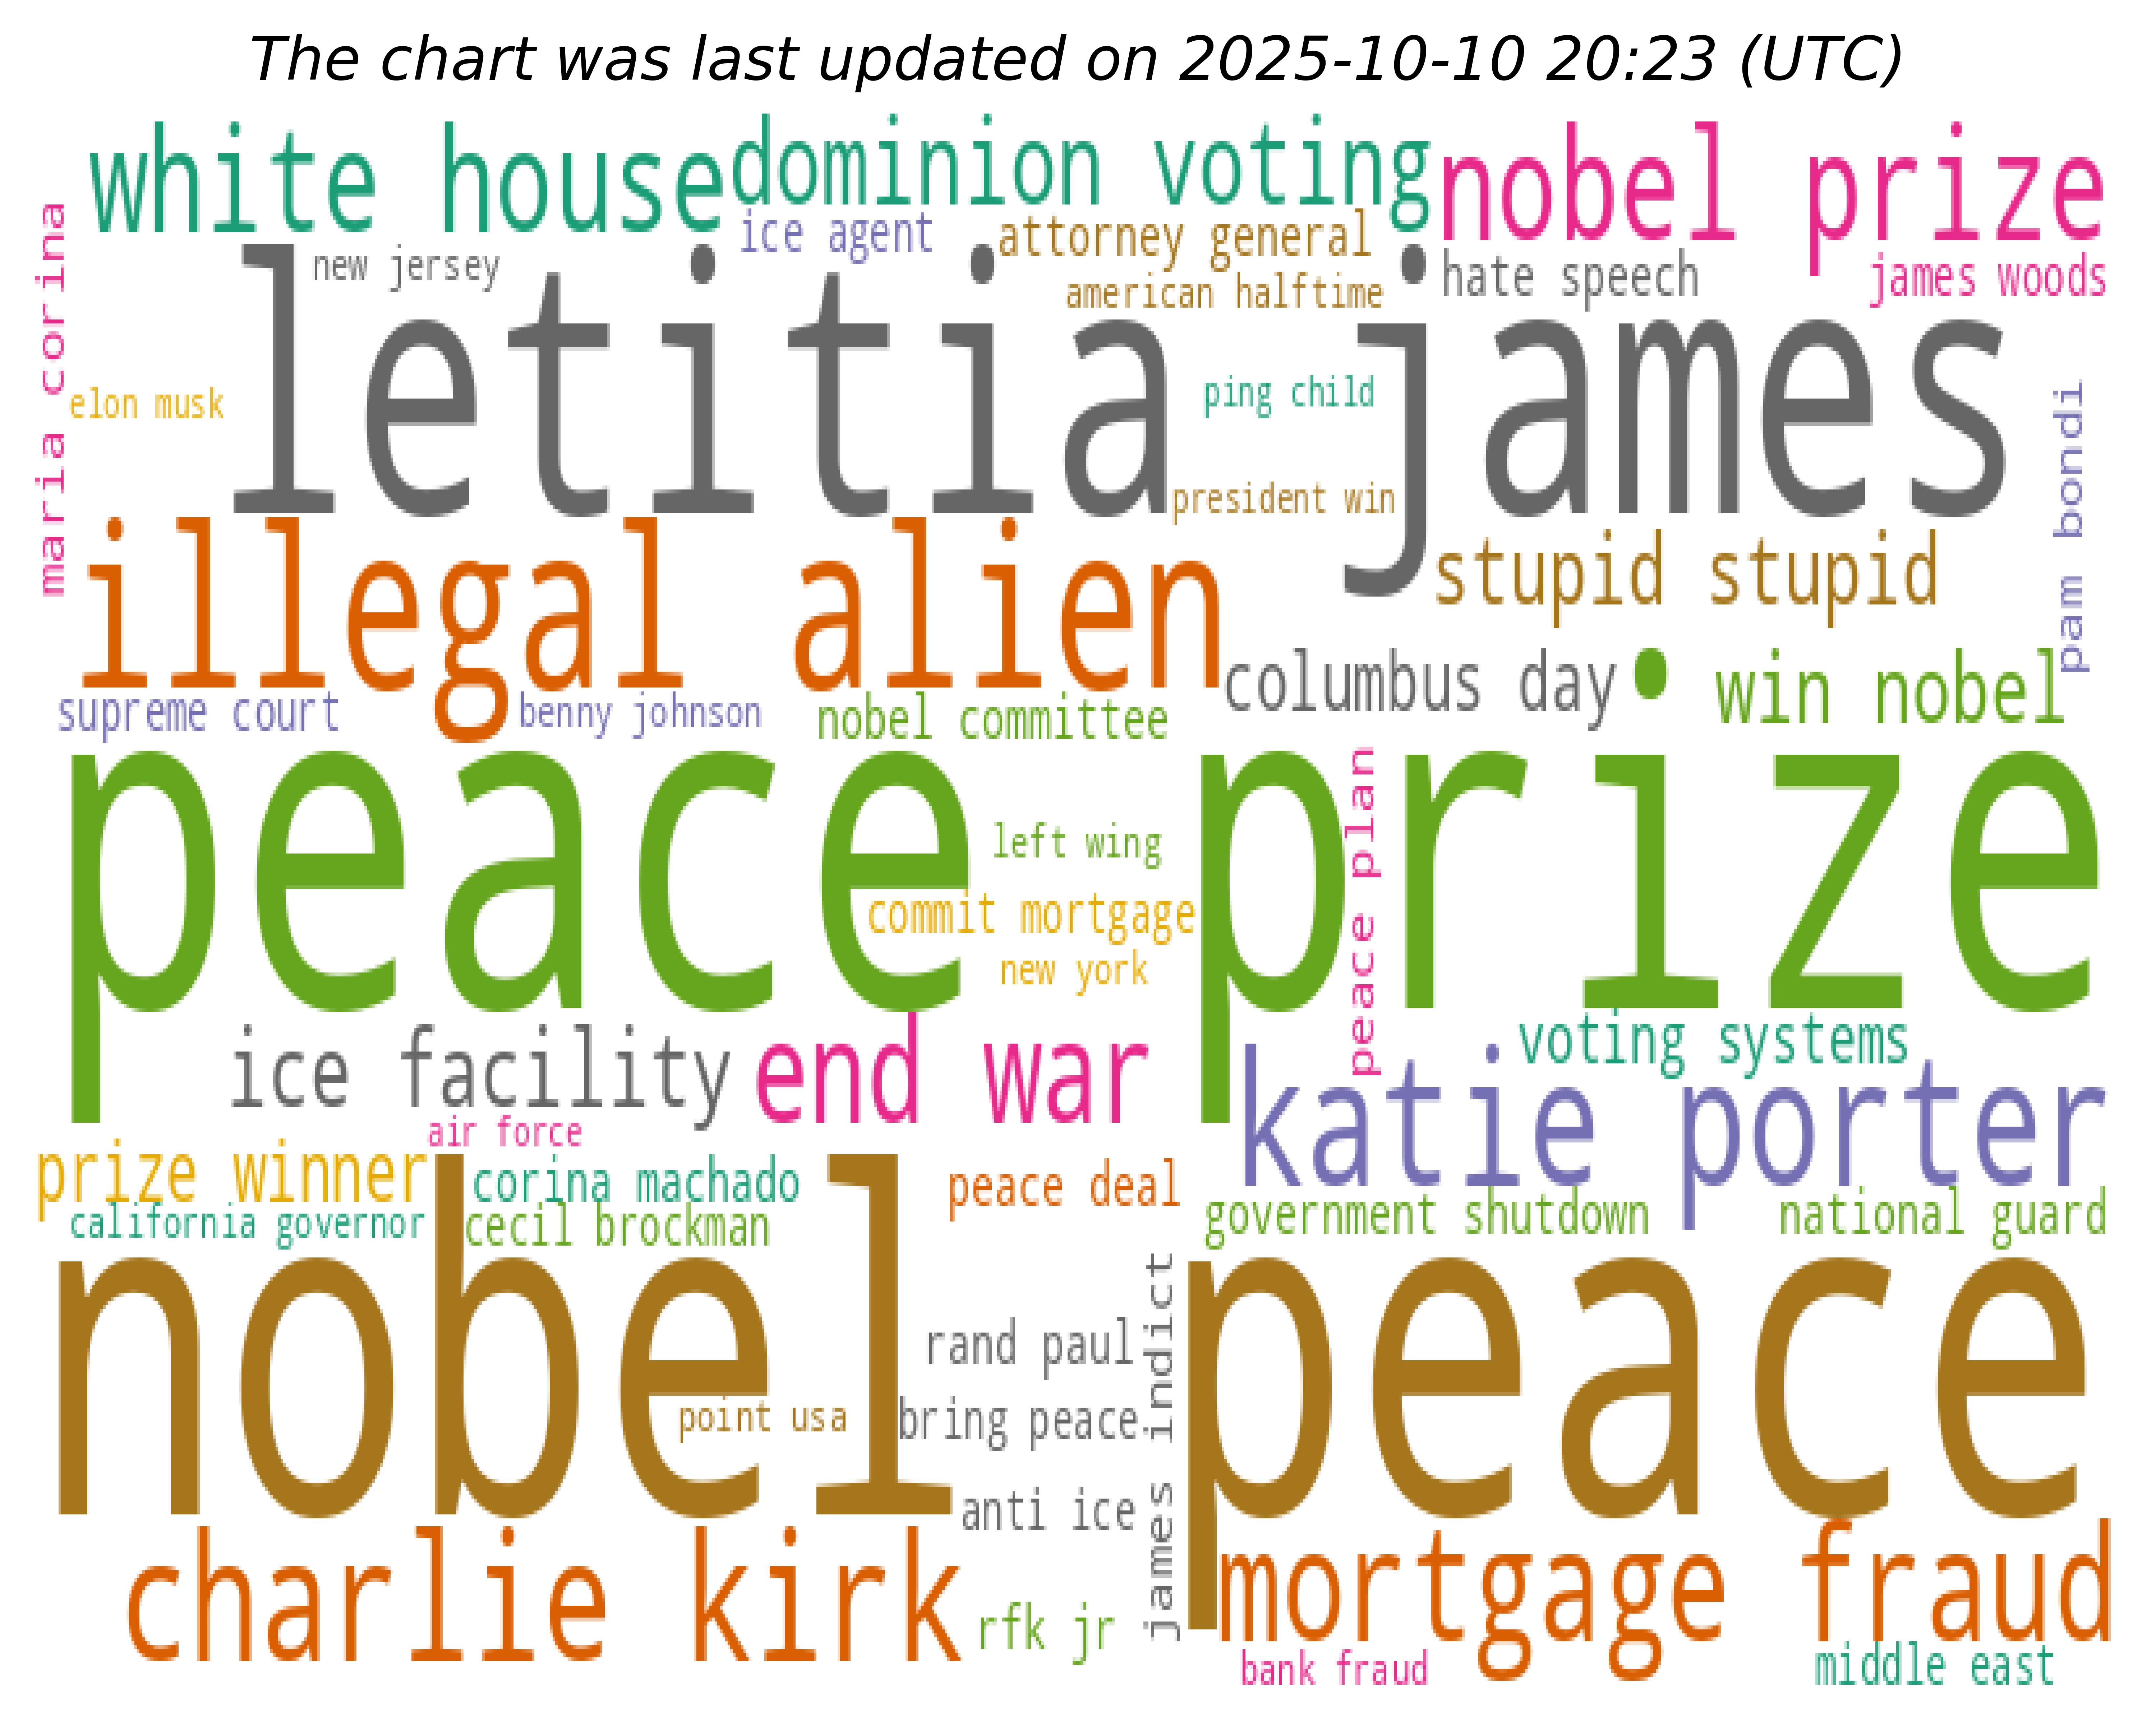 The chart was last updated on 2025-10-10 20:23 (UTC)
white house
dominion voting
nobel prize
maria corina
ice agent
attorney general
new jersey
american halftime
hate speech
james woods
letitia james
elon musk
ping child
pam bondi
president win
illegal alien
stupid stupid
columbus day
win nobel
supreme court
benny johnson
nobel committee
peace prize
peace plan
left wing
commit mortgage
new york
ice facility
end war
voting systems
katie porter
air force
prize winner
corina machado
peace deal
california governor
cecil brockman
government shutdown
national guard
nobel peace
james indict
rand paul
point usa
bring peace
anti ice
charlie kirk
mortgage fraud
rfk jr
bank fraud
middle east